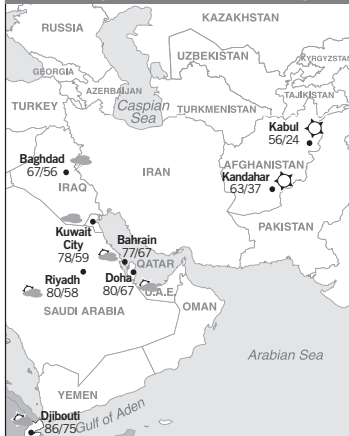 KAZAKHSTAN
RUSSIA
UZBEKISTAN
KYRGYZSTAN
GEORGIA
AZERBAIJAN
TAJIKISTAN
TURKEY
Caspian
Sea
TURKMENISTAN
Kabul
56/24
Baghdad
67/56
IRAN
AFGHANISTAN
Kandahar
63/37
IRAQ
PAKISTAN
Kuwait
City
78/59
Bahrain
77/67
QATAR
Riyadh
80/58
Doha
80/67
U.A.E.
SAUDI ARABIA
OMAN
Arabian Sea
YEMEN
Djibouti
86/75
Gulf of Aden